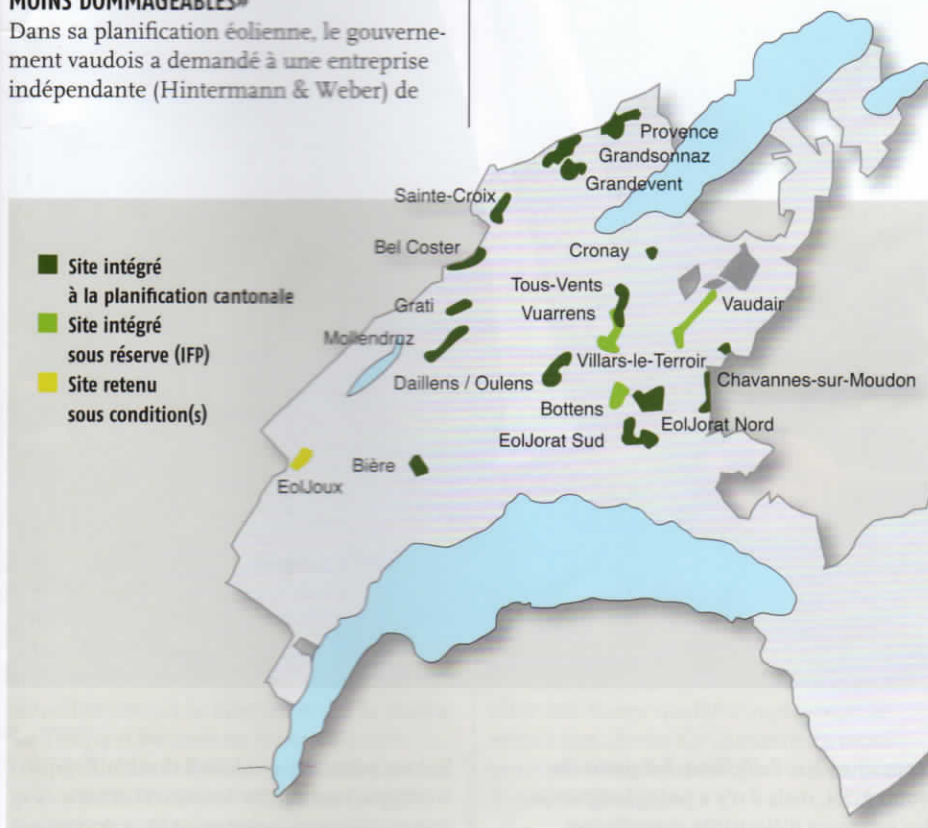 MOINS DOMMAGEABLES»
Dans sa planification éolienne, le gouverne-
ment vaudois a demandé à une entreprise
indépendante (Hintermann & Weber) de
Provence
Grandsonnaz
Grandevent
Sainte-Croix
Bel Coster
Cronay
Site intégré
à la planification cantonale
Site intégré
sous réserve (IFP)
Site retenu
sous condition(s)
Tous-Vents
Grati
Vuarrens
Vaudair
Mollendruz
Villars-le-Terroir
Daillens / Oulens
Chavannes-sur-Moudon
Bottens
EolJorat Nord
EolJorat Sud
Bière
EolJoux